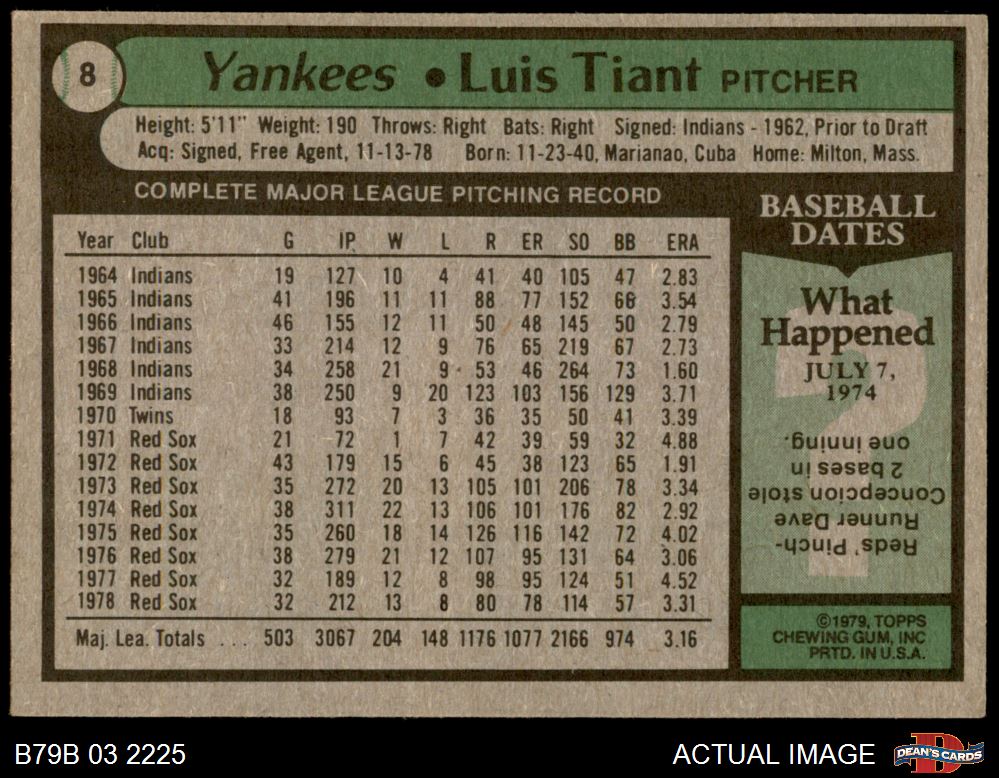 8
Yankees • Luis Tiant PITCHER
Height: 5'11" Weight: 190 Throws: Right Bats: Right Signed: Indians - 1962, Prior to Draft
Acq: Signed, Free Agent, 11-13-78 Born: 11-23-40, Marianao, Cuba Home: Milton, Mass.
COMPLETE MAJOR LEAGUE PITCHING RECORD
Year Club G IP W L R ER SO BB ERA
1964 Indians 19 127 10 4 41 40 105 47 2.83
1965 Indians 41 196 11 11 88 77 152 66 3.54
1966 Indians 46 155 12 11 50 48 145 50 2.79
1967 Indians 33 214 12 9 76 65 219 67 2.73
1968 Indians 34 258 21 9 53 46 264 73 1.60
1969 Indians 38 250 9 20 123 103 156 129 3.71
1970 Twins 18 93 7 3 36 35 50 41 3.39
1971 Red Sox 21 72 1 7 42 39 59 32 4.88
1972 Red Sox 43 179 15 6 45 38 123 65 1.91
1973 Red Sox 35 272 20 13 105 101 206 78 3.34
1974 Red Sox 38 311 22 13 106 101 176 82 2.92
1975 Red Sox 35 260 18 14 126 116 142 72 4.02
1976 Red Sox 38 279 21 12 107 95 131 64 3.06
1977 Red Sox 32 189 12 8 98 95 124 51 4.52
1978 Red Sox 32 212 13 8 80 78 114 57 3.31
Maj. Lea. Totals . . . 503 3067 204 148 1176 1077 2166 974 3.16
BASEBALL
DATES
What
Happened
JULY 7,
1974
Reds' Pinch-
Runner Dave
Concepcion stole
2 bases in
one inning.
©1979, TOPPS
CHEWING GUM, INC
PRTD. IN U.S.A.
B79B 03 2225
ACTUAL IMAGE
D
DEAN'S CARDS